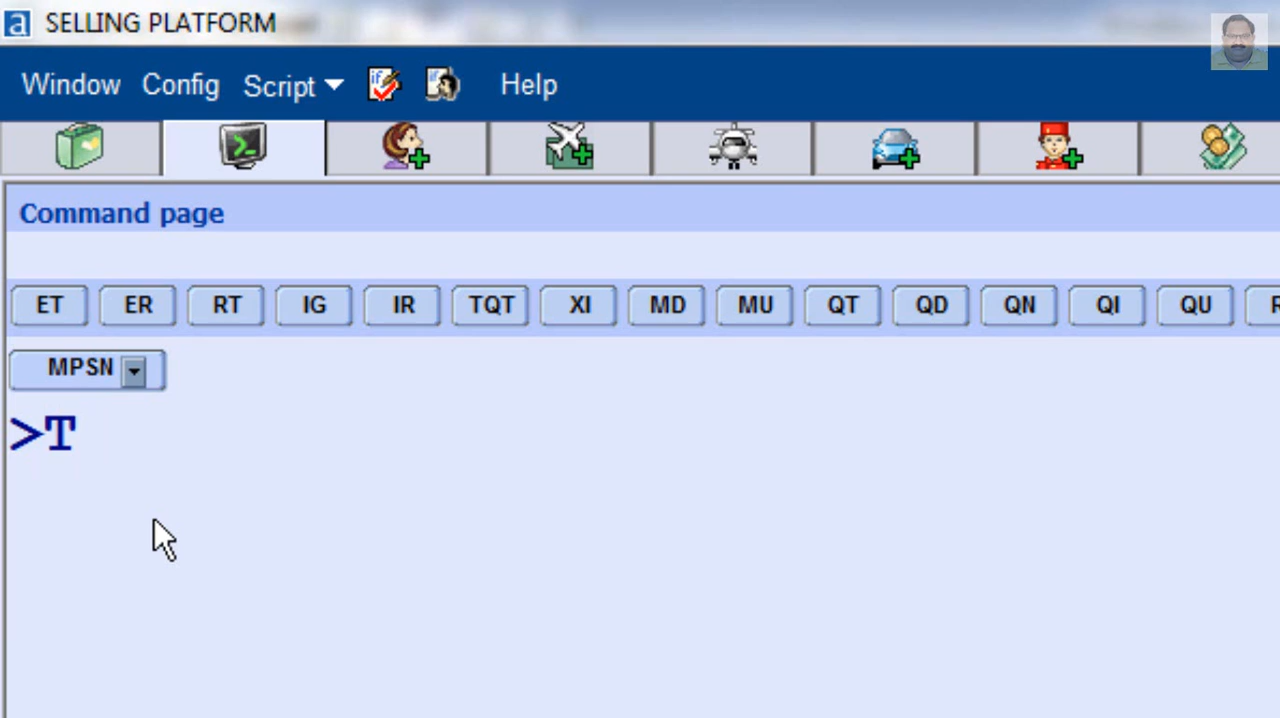 a SELLING PLATFORM
Window Config Script Help
Command page
ET ER RT IG IR TQT XI MD MU QT QD QN QI QU
MPSN
>T